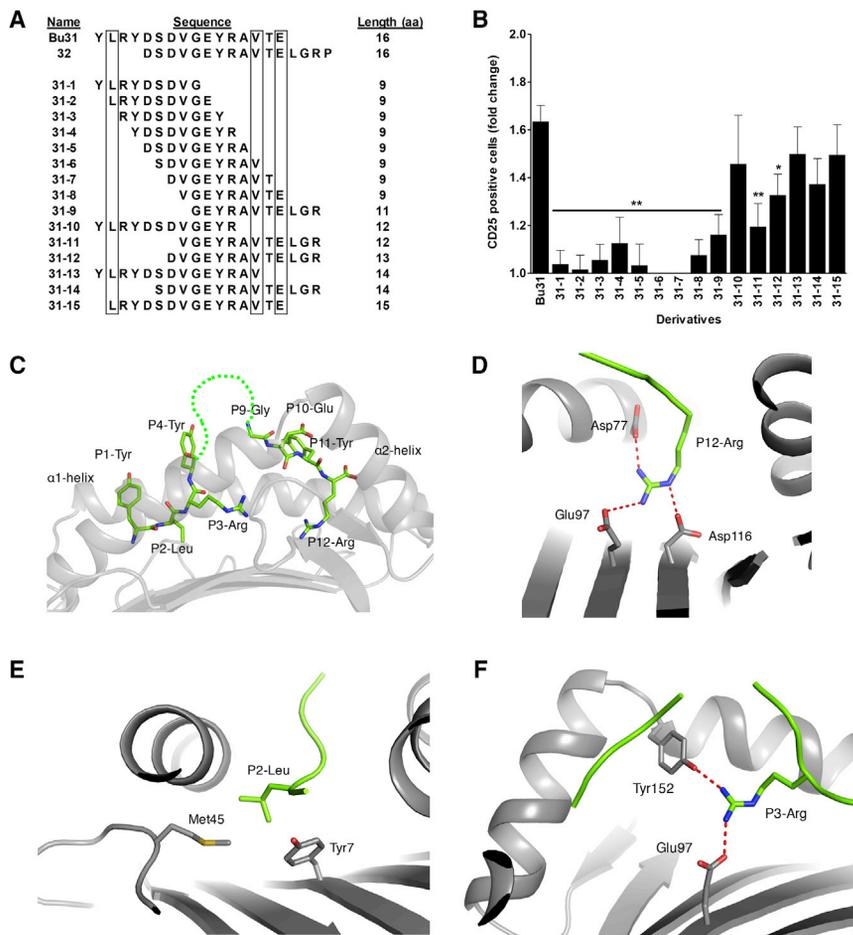 A
Name Sequence Length (aa)
Bu31 Y L R Y D S D V G E Y R A V T E 16
32 D S D V G E Y R A V T E L G R P 16
31-1 Y L R Y D S D V G 9
31-2 L R Y D S D V G E 9
31-3 R Y D S D V G E Y 9
31-4 Y D S D V G E Y R 9
31-5 D S D V G E Y R A 9
31-6 S D V G E Y R A V 9
31-7 D V G E Y R A V T 9
31-8 V G E Y R A V T E 9
31-9 G E Y R A V T E L G R 11
31-10 Y L R Y D S D V G E Y R 12
31-11 V G E Y R A V T E L G R 12
31-12 D V G E Y R A V T E L G R 13
31-13 Y L R Y D S D V G E Y R A V 14
31-14 S D V G E Y R A V T E L G R 14
31-15 L R Y D S D V G E Y R A V T E 15
B
CD25 positive cells (fold change)
2.0
1.8
1.6
1.4
1.2
1.0
**
**
*
Bu31 31-1 31-2 31-3 31-4 31-5 31-6 31-7 31-8 31-9 31-10 31-11 31-12 31-13 31-14 31-15
Derivatives
C
P9-Gly P10-Glu
P4-Tyr
P11-Tyr
P1-Tyr
α2-helix
α1-helix
P3-Arg
P12-Arg
P2-Leu
D
Asp77
P12-Arg
Glu97
Asp116
E
P2-Leu
Met45
Tyr7
F
Tyr152
P3-Arg
Glu97